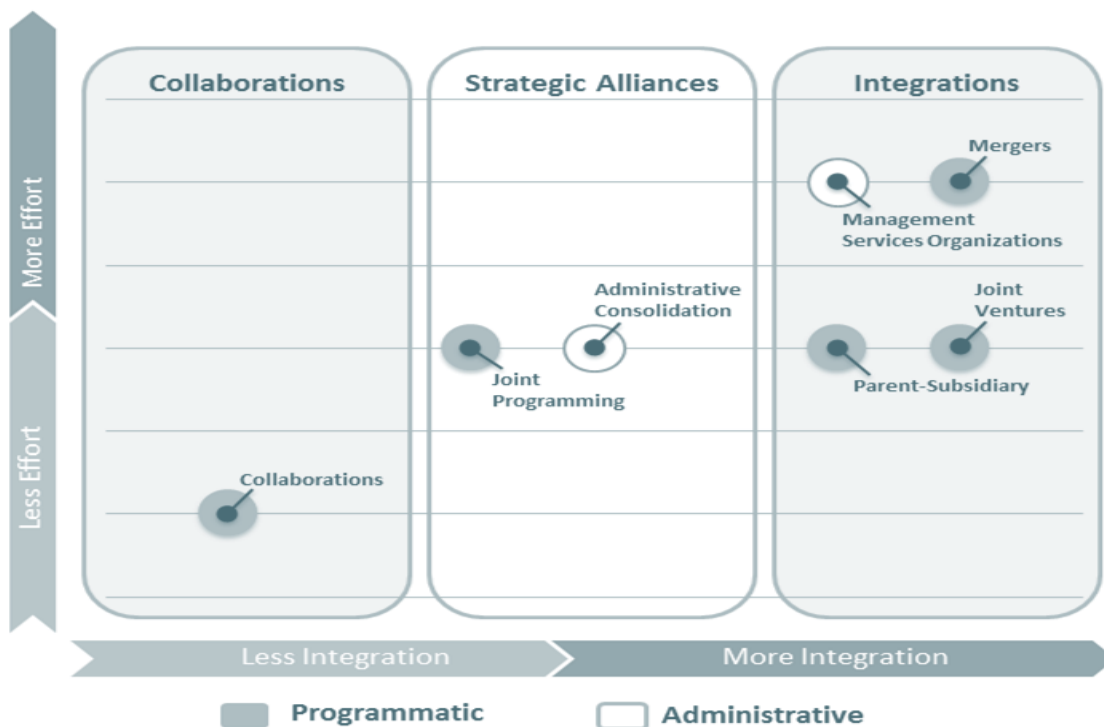 Collaborations
Strategic Alliances
Integrations
More Effort
Less Effort
Mergers
Management
Services Organizations
Administrative
Consolidation
Joint
Ventures
Joint
Programming
Parent-Subsidiary
Collaborations
Less Integration
More Integration
Programmatic
Administrative